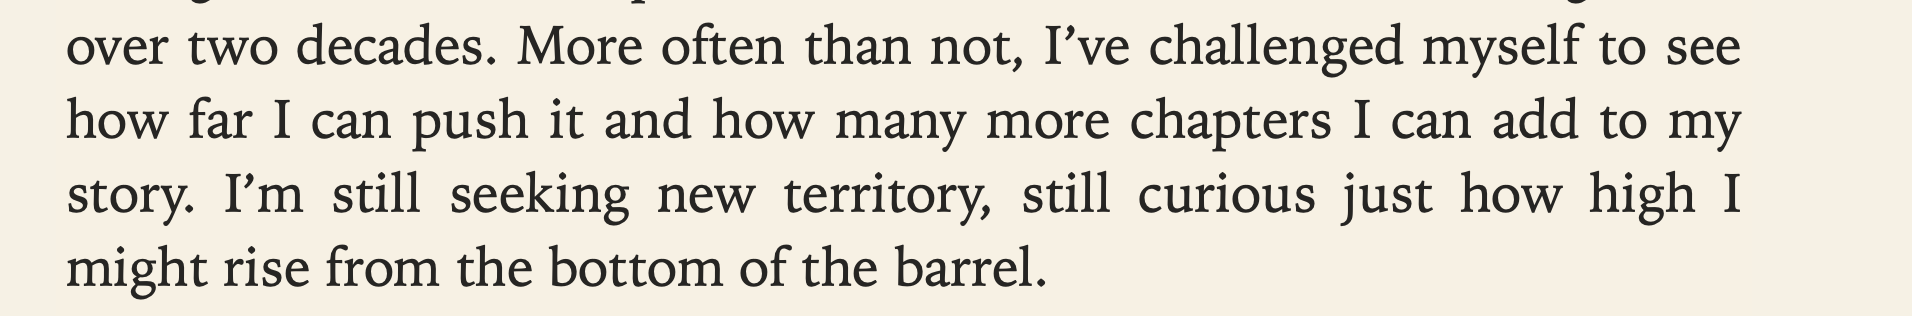 over two decades. More often than not, I’ve challenged myself to see
how far I can push it and how many more chapters I can add to my
story. I’m still seeking new territory, still curious just how high I
might rise from the bottom of the barrel.